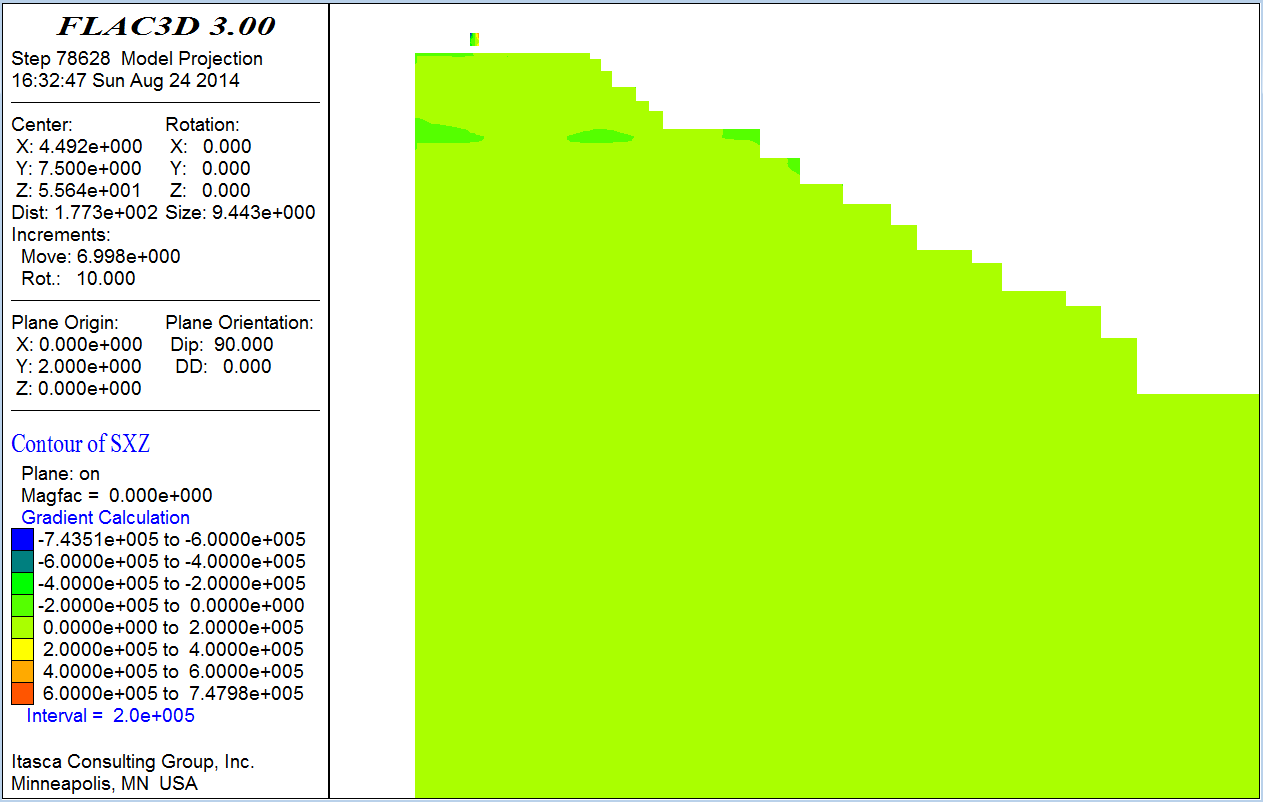 FLAC3D 3.00
Step 78628  Model Projection
16:32:47 Sun Aug 24 2014
Center: Rotation:
X: 4.492e+000 X: 0.000
Y: 7.500e+000 Y: 0.000
Z: 5.564e+001 Z: 0.000
Dist: 1.773e+002 Size: 9.443e+000
Increments:
Move: 6.998e+000
Rot.: 10.000
Plane Origin: Plane Orientation:
X: 0.000e+000 Dip: 90.000
Y: 2.000e+000 DD: 0.000
Z: 0.000e+000
Contour of SXZ
Plane: on
Magfac = 0.000e+000
Gradient Calculation
-7.4351e+005 to -6.0000e+005
-6.0000e+005 to -4.0000e+005
-4.0000e+005 to -2.0000e+005
-2.0000e+005 to 0.0000e+000
0.0000e+000 to 2.0000e+005
2.0000e+005 to 4.0000e+005
4.0000e+005 to 6.0000e+005
6.0000e+005 to 7.4798e+005
Interval = 2.0e+005
Itasca Consulting Group, Inc.
Minneapolis, MN USA